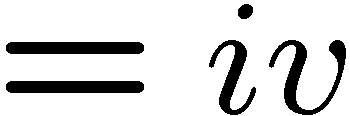 = iv